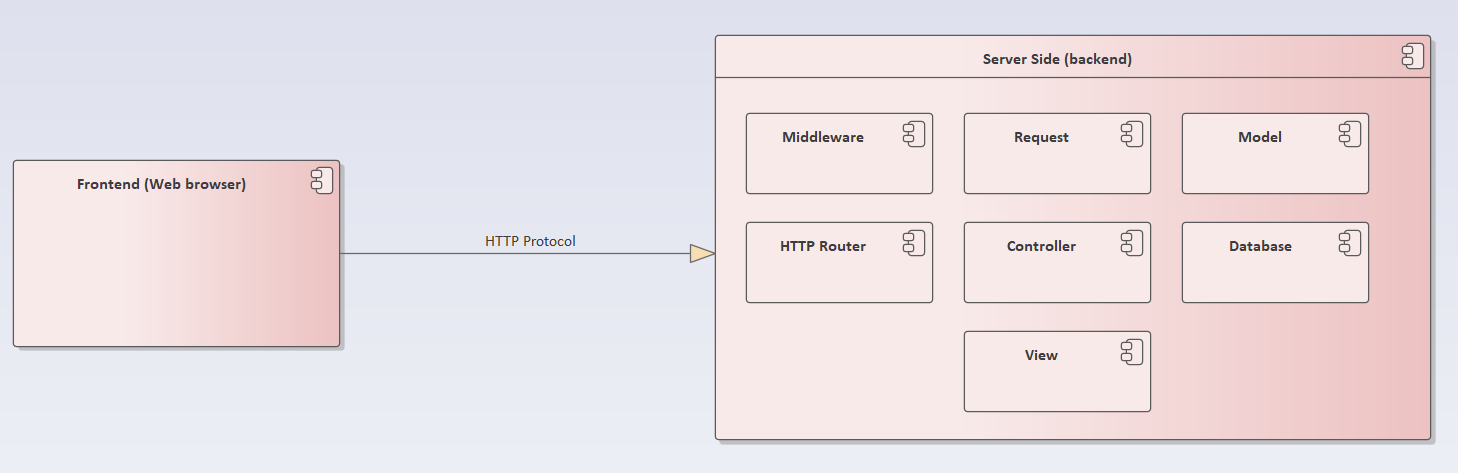 Server Side (backend)
Middleware
Request
Model
Frontend (Web browser)
HTTP Protocol
HTTP Router
Controller
Database
View